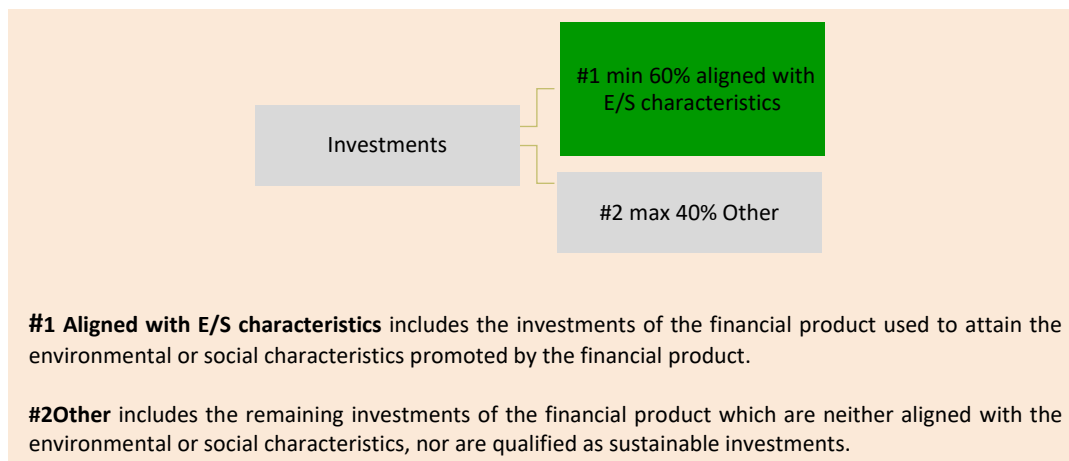 #1 min 60% aligned with
E/S characteristics
Investments
#2 max 40% Other
#1 Aligned with E/S characteristics includes the investments of the financial product used to attain the
environmental or social characteristics promoted by the financial product.
#2Other includes the remaining investments of the financial product which are neither aligned with the
environmental or social characteristics, nor are qualified as sustainable investments.